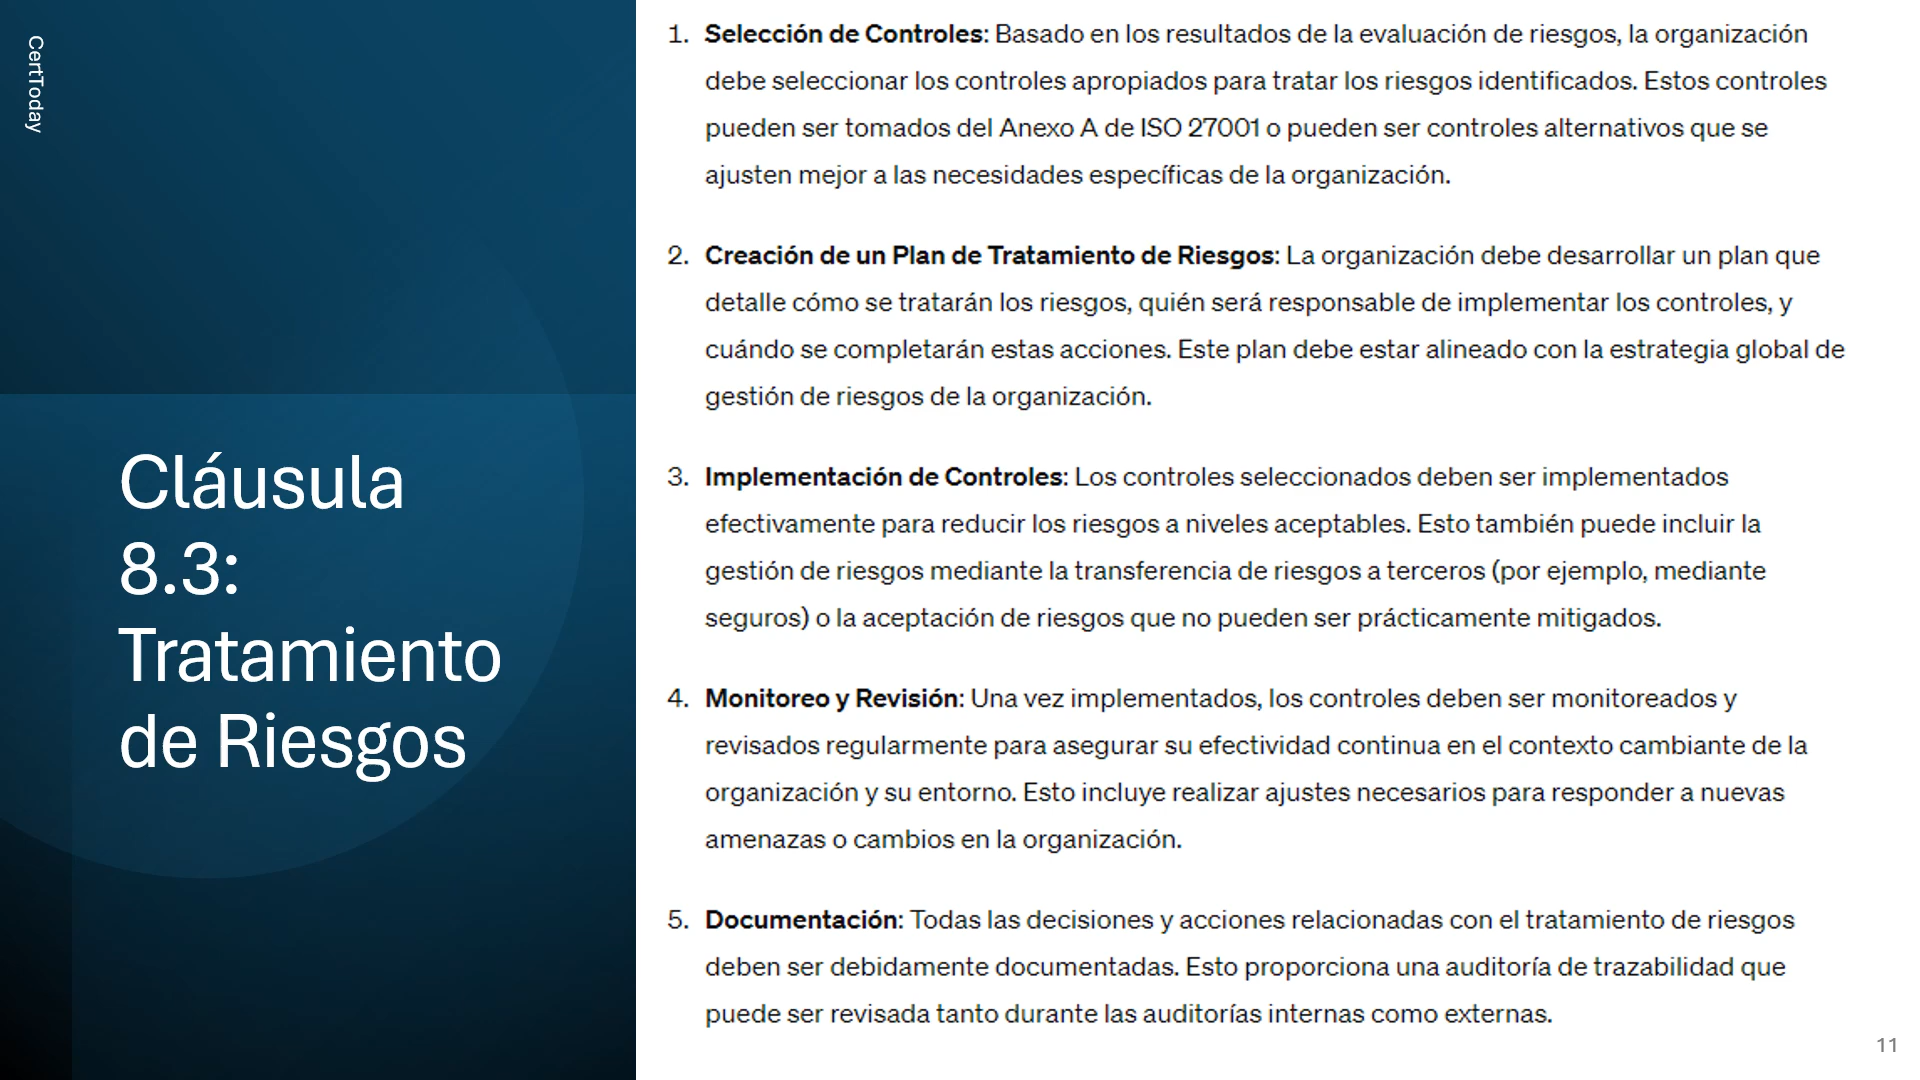 CertToday
Cláusula
8.3:
Tratamiento
de Riesgos
1. Selección de Controles: Basado en los resultados de la evaluación de riesgos, la organización
debe seleccionar los controles apropiados para tratar los riesgos identificados. Estos controles
pueden ser tomados del Anexo A de ISO 27001 o pueden ser controles alternativos que se
ajusten mejor a las necesidades específicas de la organización.
2. Creación de un Plan de Tratamiento de Riesgos: La organización debe desarrollar un plan que
detalle cómo se tratarán los riesgos, quién será responsable de implementar los controles, y
cuándo se completarán estas acciones. Este plan debe estar alineado con la estrategia global de
gestión de riesgos de la organización.
3. Implementación de Controles: Los controles seleccionados deben ser implementados
efectivamente para reducir los riesgos a niveles aceptables. Esto también puede incluir la
gestión de riesgos mediante la transferencia de riesgos a terceros (por ejemplo, mediante
seguros) o la aceptación de riesgos que no pueden ser prácticamente mitigados.
4. Monitoreo y Revisión: Una vez implementados, los controles deben ser monitoreados y
revisados regularmente para asegurar su efectividad continua en el contexto cambiante de la
organización y su entorno. Esto incluye realizar ajustes necesarios para responder a nuevas
amenazas o cambios en la organización.
5. Documentación: Todas las decisiones y acciones relacionadas con el tratamiento de riesgos
deben ser debidamente documentadas. Esto proporciona una auditoría de trazabilidad que
puede ser revisada tanto durante las auditorías internas como externas.
11